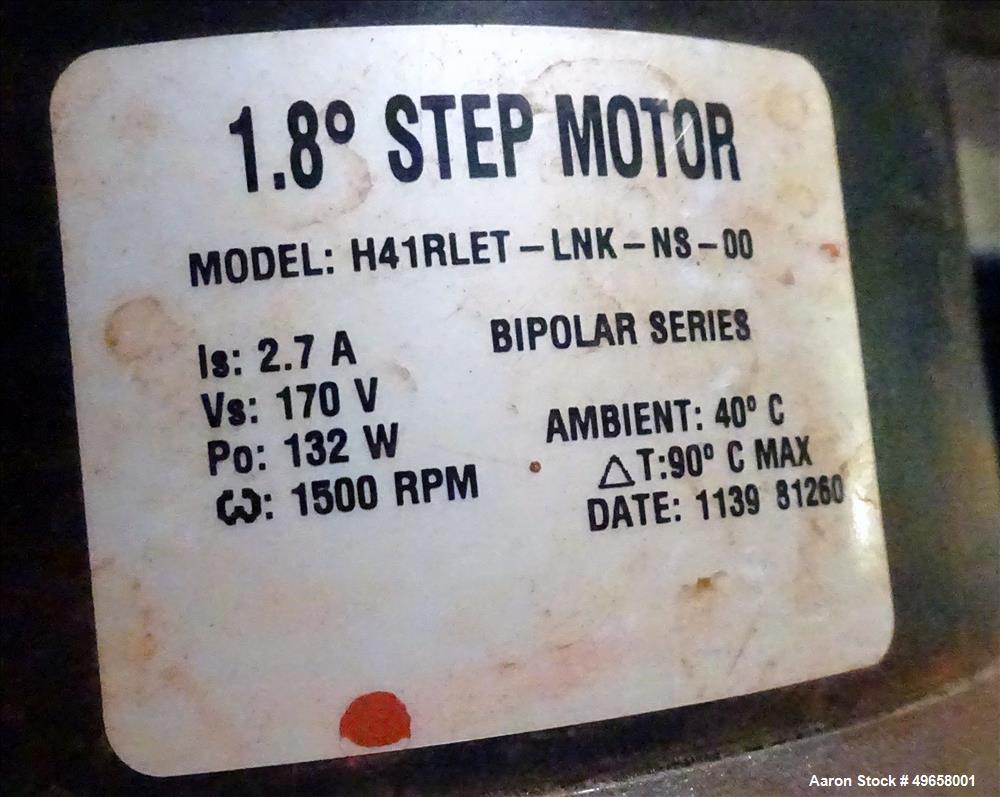 1.8° STEP MOTOR
MODEL: H41RLET-LNK-NS-00
Is: 2.7 A
BIPOLAR SERIES
Vs: 170 V
Po: 132 W
AMBIENT: 40° C
ω: 1500 RPM
△T:90° C MAX
DATE: 1139 81260
Aaron Stock # 49658001